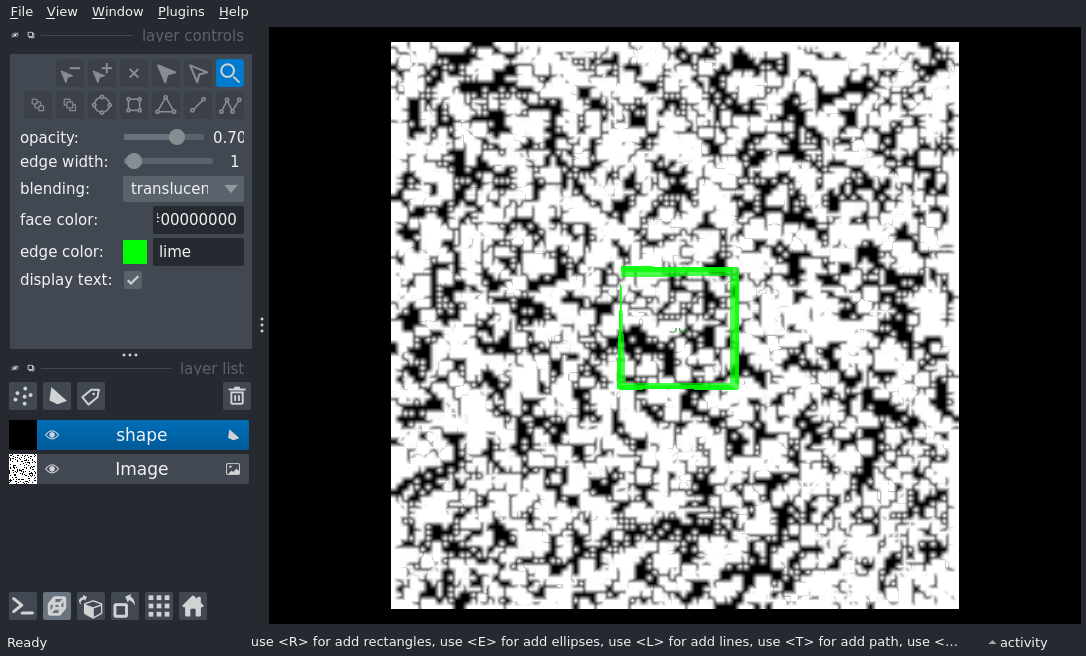 File View Window Plugins Help
layer controls
opacity: 0.70
edge width: 1
blending: translucen
face color: 00000000
edge color: lime
display text:
layer list
shape
Image
Ready
use <R> for add rectangles, use <E> for add ellipses, use <L> for add lines, use <T> for add path, use <...
activity